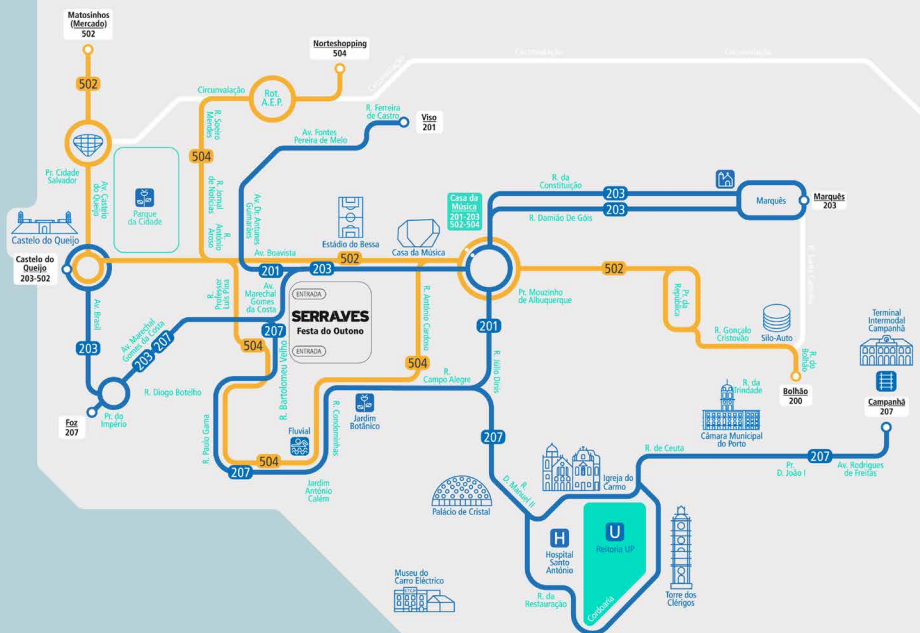 Matosinhos
(Mercado)
502
502
Norteshopping
504
Circunvalação
Circunvalação
Circunvalação
Circunvalação
Rot.
A.E.P.
R. Ferreira
de Castro
Viso
201
Av. Fontes
Pereira de Melo
R. Soeiro
Mendes
504
Pr. Cidade
Salvador
Av. Castelo
do Queijo
Parque
da Cidade
R. Jornal
de Notícias
R.
António
Aroso
Av. Dr. Antunes
Guimarães
Castelo do Queijo
Castelo do
Queijo
203-502
Estádio do Bessa
Casa da Música
Casa da
Música
201-203
502-504
R. da
Constituição
203
203
R. Damião De Góis
Marquês
Marquês
203
Av. Boavista
502
201
203
502
Pr. Mouzinho
de Albuquerque
Pr. da
República
R. Gonçalo
Cristovão
Silo-Auto
R. do
Bolhão
Bolhão
200
Terminal
Intermodal
Campanhã
Campanhã
207
Av. Brasil
203
Av. Marechal
Gomes da Costa
203
207
Foz
207
Pr. do
Império
R. Diogo Botelho
Av.
Marechal
Gomes
da Costa
207
504
ENTRADA
SERRAVES
Festa do Outono
ENTRADA
R. Bartolomeu Velho
R. António Cardoso
504
201
R. Júlio Dinis
R.
Campo Alegre
R. Paulo Gama
207
504
Fluvial
R. Condominhas
Jardim
Botânico
Jardim
António
Calém
207
R.
D. Manuel II
Palácio de Cristal
Igreja do
Carmo
R. de Ceuta
R. da
Trindade
Câmara Municipal
do Porto
Pr.
D. João I
207
Av. Rodrigues
de Freitas
H
Hospital
Santo
António
U
Reitoria UP
Cordoaria
Torre dos
Clérigos
R. da
Restauração
Museu do
Carro Eléctrico